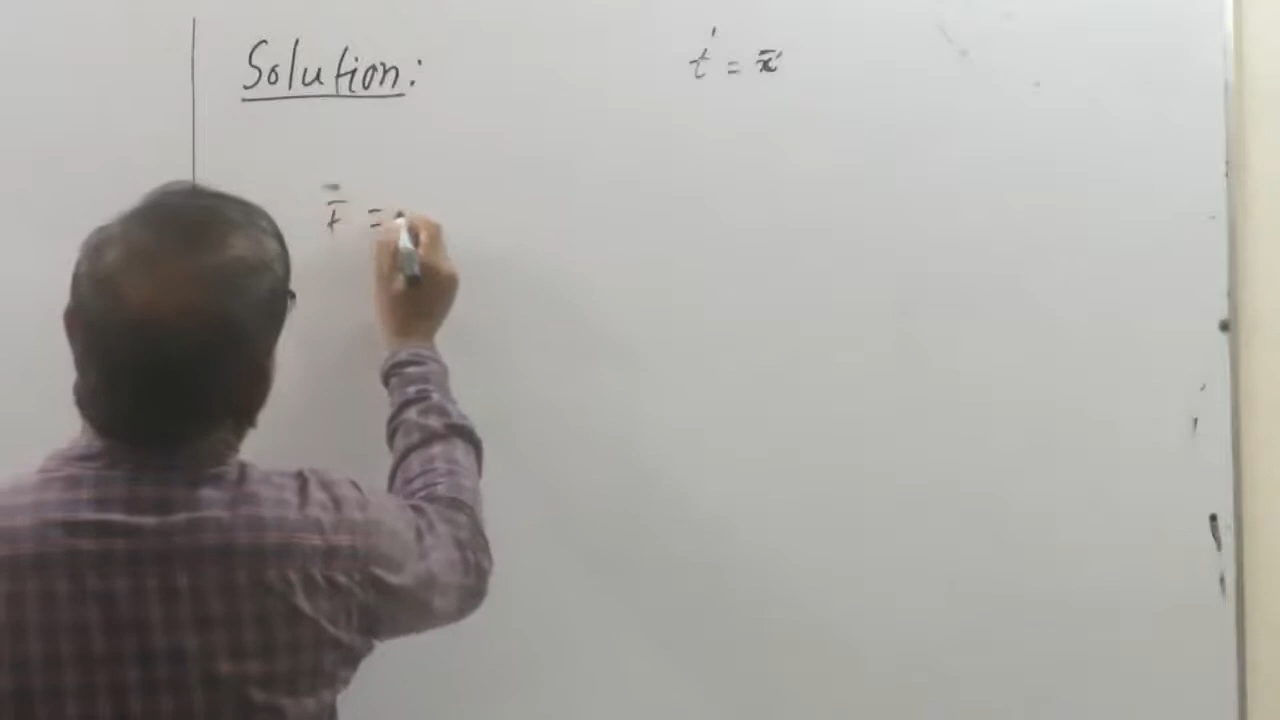 Solution:
t' = x̄'
t̄ =